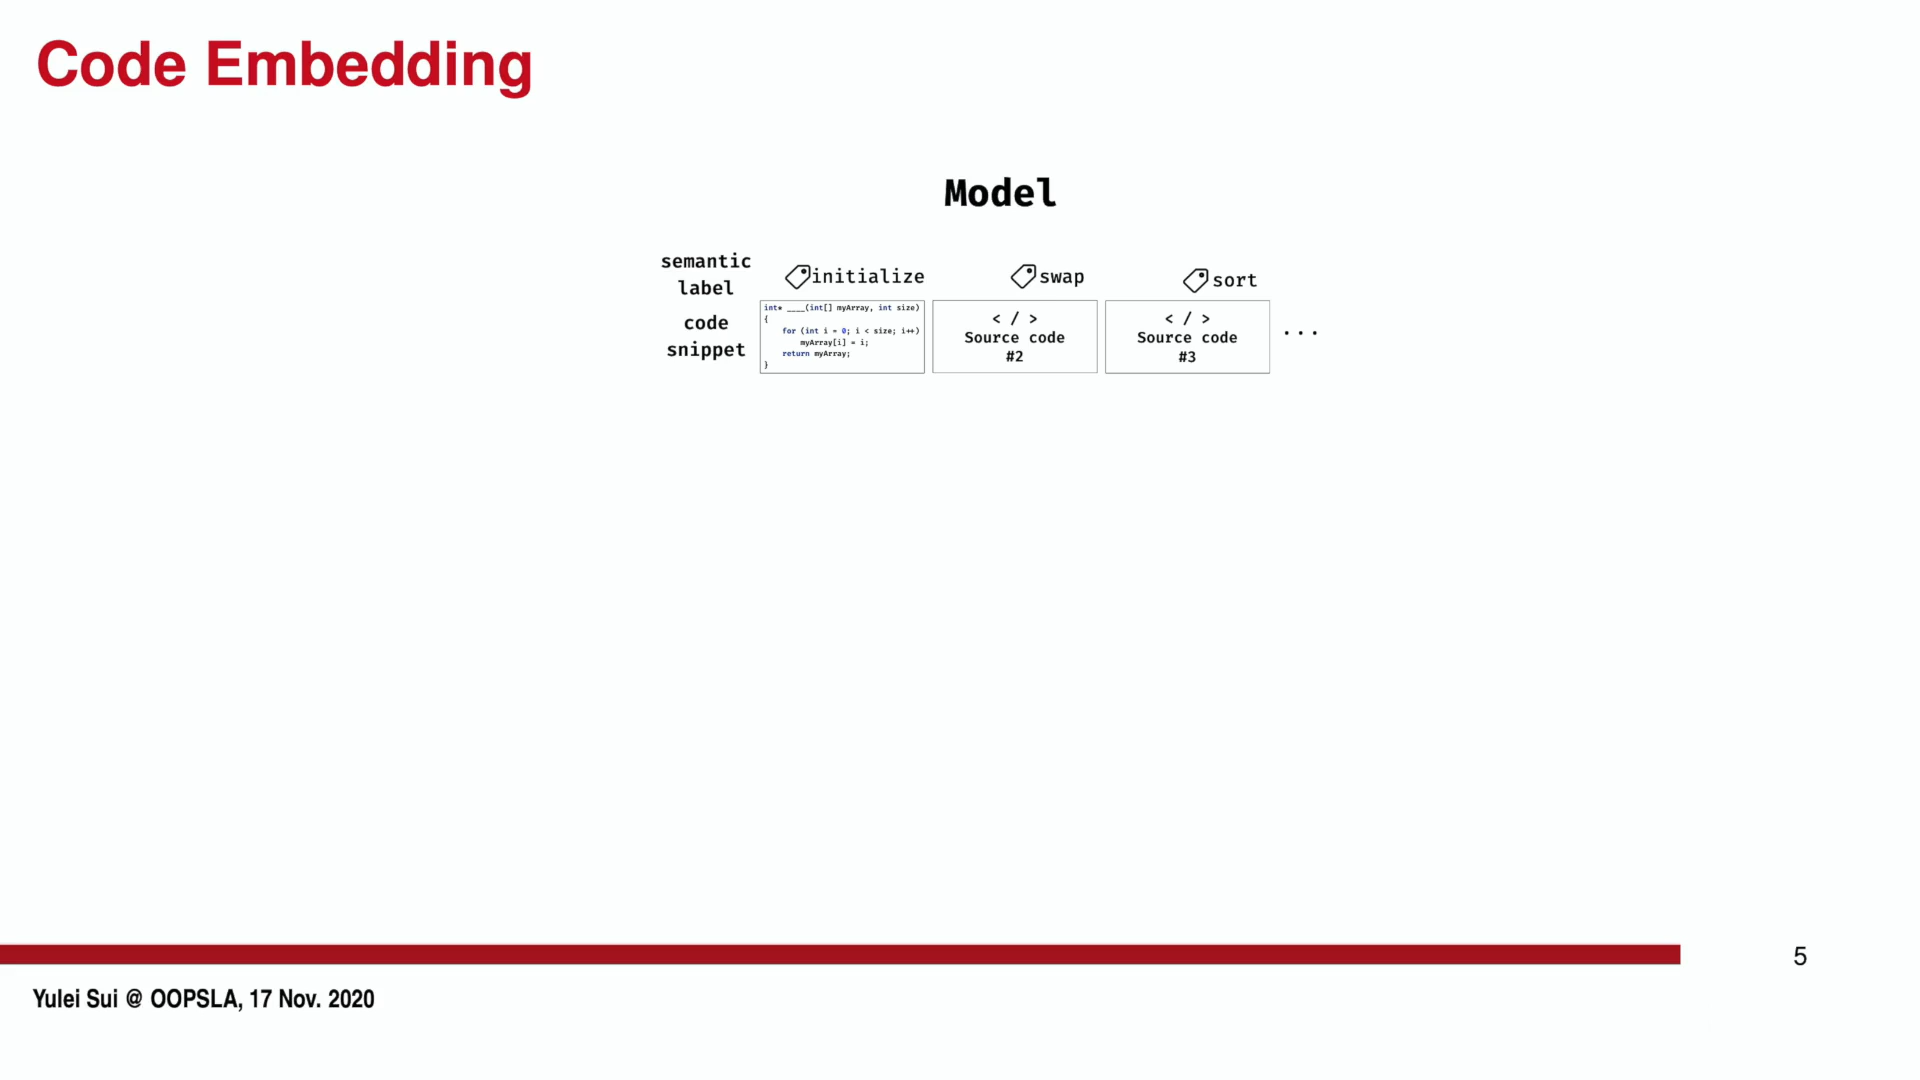 Code Embedding
Model
semantic
label
initialize
swap
sort
code
snippet
int* ____(int[] myArray, int size)
{
for (int i = 0; i < size; i++)
myArray[i] = i;
return myArray;
}
< / >
Source code
#2
< / >
Source code
#3
...
5
Yulei Sui @ OOPSLA, 17 Nov. 2020